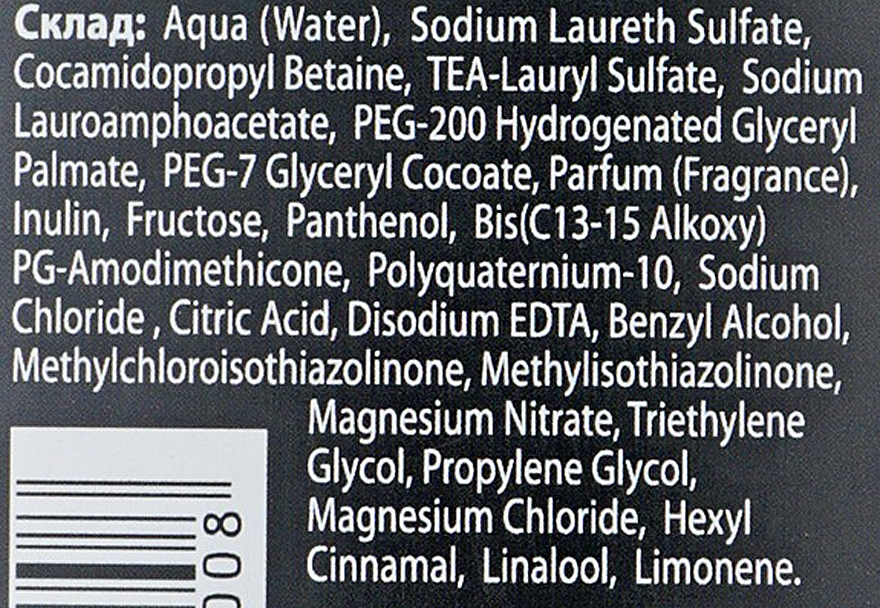 Склад: Aqua (Water), Sodium Laureth Sulfate,
Cocamidopropyl Betaine, TEA-Lauryl Sulfate, Sodium
Lauroamphoacetate, PEG-200 Hydrogenated Glyceryl
Palmate, PEG-7 Glyceryl Cocoate, Parfum (Fragrance),
Inulin, Fructose, Panthenol, Bis(C13-15 Alkoxy)
PG-Amodimethicone, Polyquaternium-10, Sodium
Chloride , Citric Acid, Disodium EDTA, Benzyl Alcohol,
Methylchloroisothiazolinone, Methylisothiazolinone,
Magnesium Nitrate, Triethylene
Glycol, Propylene Glycol,
Magnesium Chloride, Hexyl
Cinnamal, Linalool, Limonene.
008